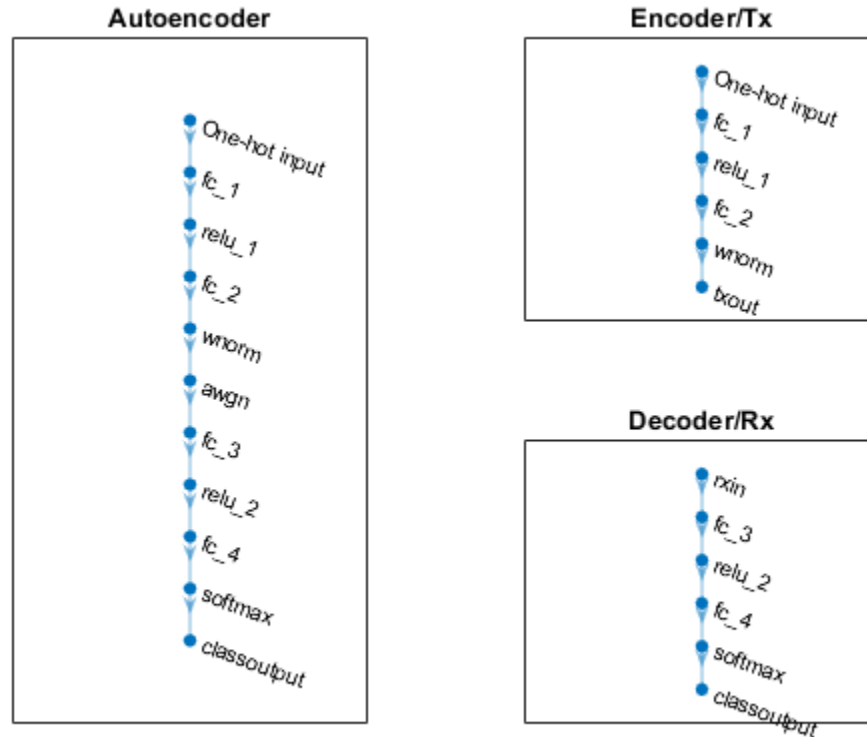 Autoencoder
One-hot input
fc_1
relu_1
fc_2
wnorm
awgn
fc_3
relu_2
fc_4
softmax
classoutput
Encoder/Tx
One-hot input
fc_1
relu_1
fc_2
wnorm
txout
Decoder/Rx
rxin
fc_3
relu_2
fc_4
softmax
classoutput